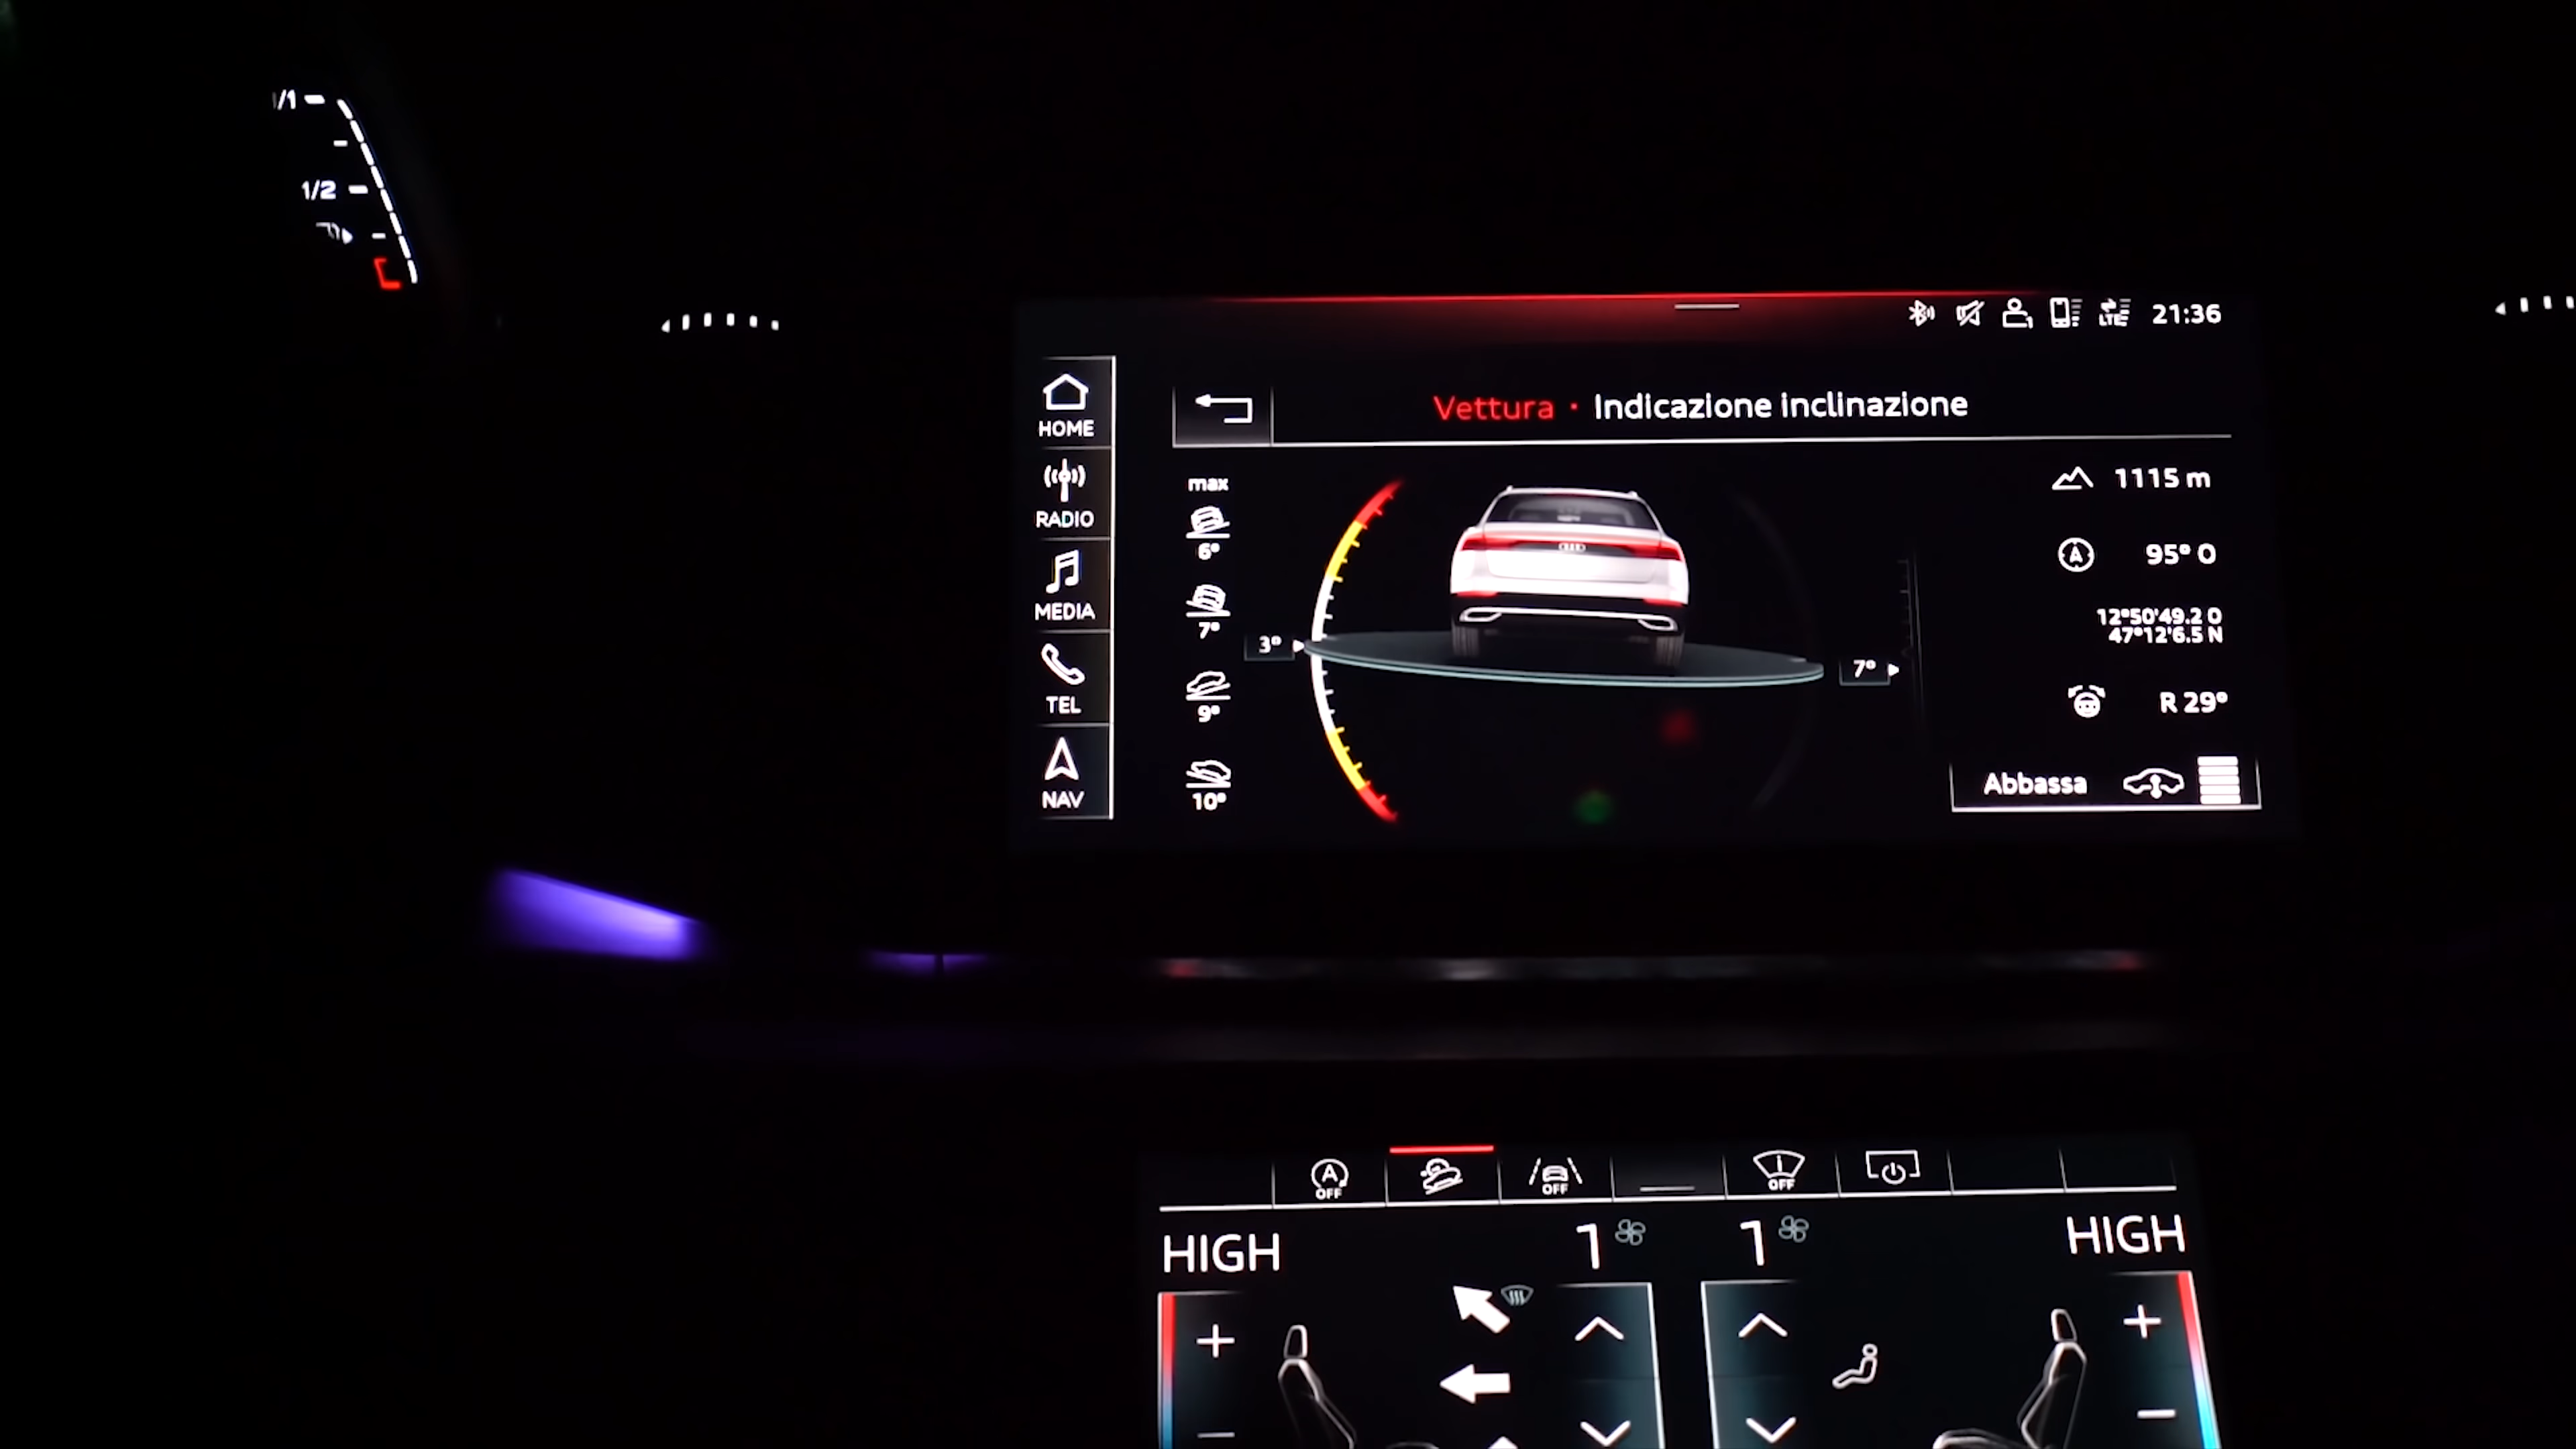 1/1
1/2
21:36
HOME
RADIO
MEDIA
TEL
NAV
Vettura · Indicazione inclinazione
max
6°
7°
9°
10°
3°
7°
1115 m
95° O
12°50'49.2 O
47°12'6.5 N
R 29°
Abbassa
LTE
A
OFF
OFF
OFF
HIGH
1
1
HIGH